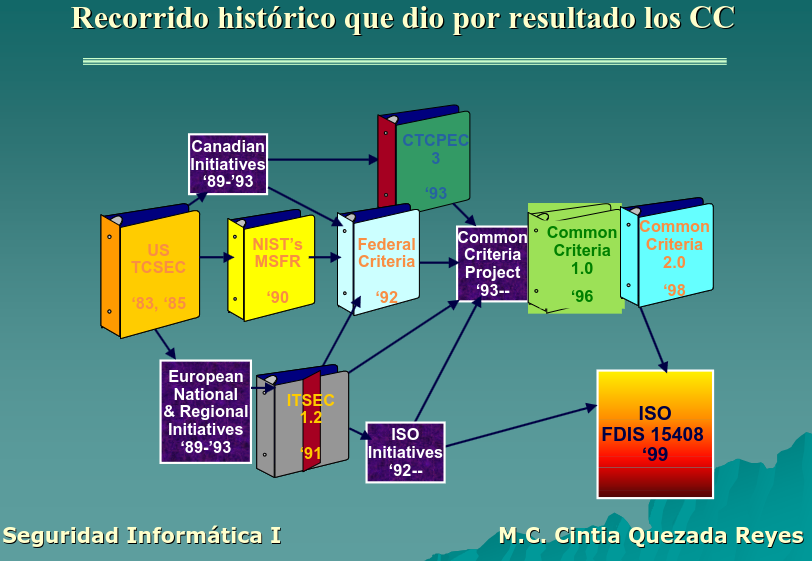 Recorrido histórico que dio por resultado los CC
Canadian
Initiatives
‘89-’93
CTCPEC
3
‘93
US
TCSEC
‘83, ‘85
NIST’s
MSFR
‘90
Federal
Criteria
‘92
Common
Criteria
Project
‘93--
Common
Criteria
1.0
‘96
Common
Criteria
2.0
‘98
European
National
& Regional
Initiatives
‘89-’93
ITSEC
1.2
‘91
ISO
Initiatives
‘92--
ISO
FDIS 15408
‘99
Seguridad Informática I
M.C. Cintia Quezada Reyes